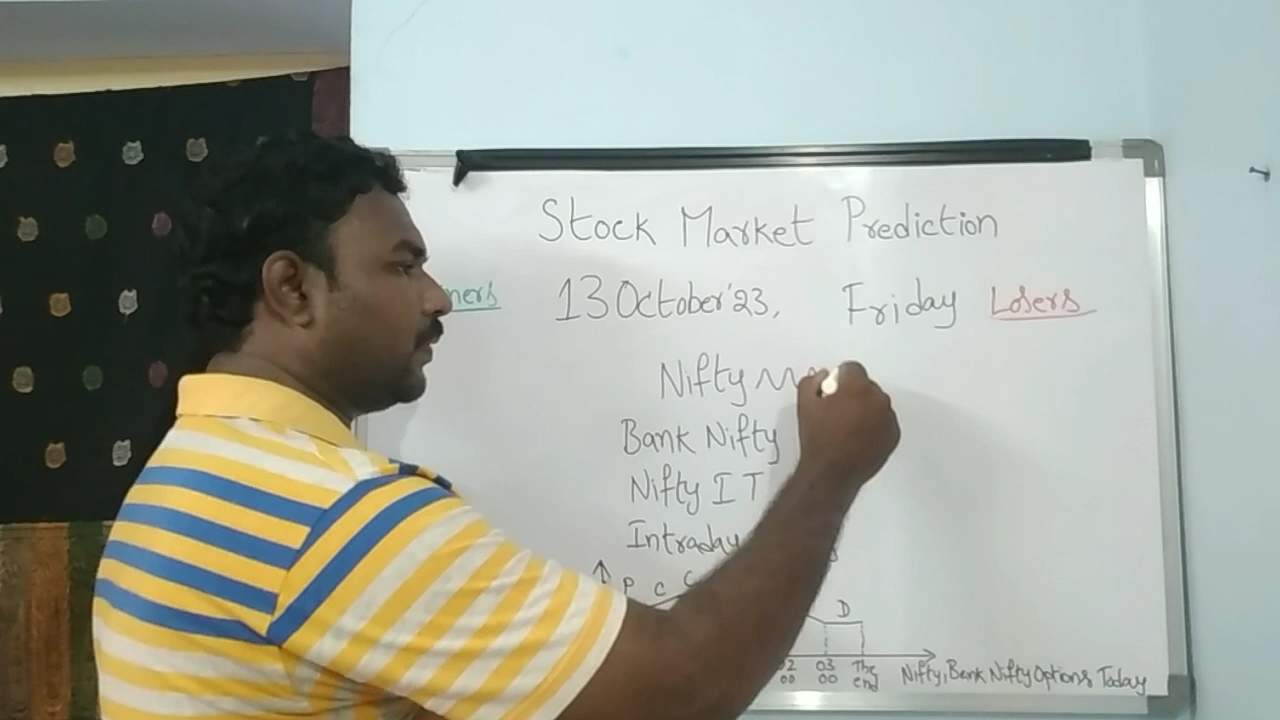 Stock Market Prediction
13 October'23, Friday Losers
Nifty
Bank Nifty
Nifty IT
Intraday
P C C
D
03 The
00 00 end
Nifty, Bank Nifty Options Today